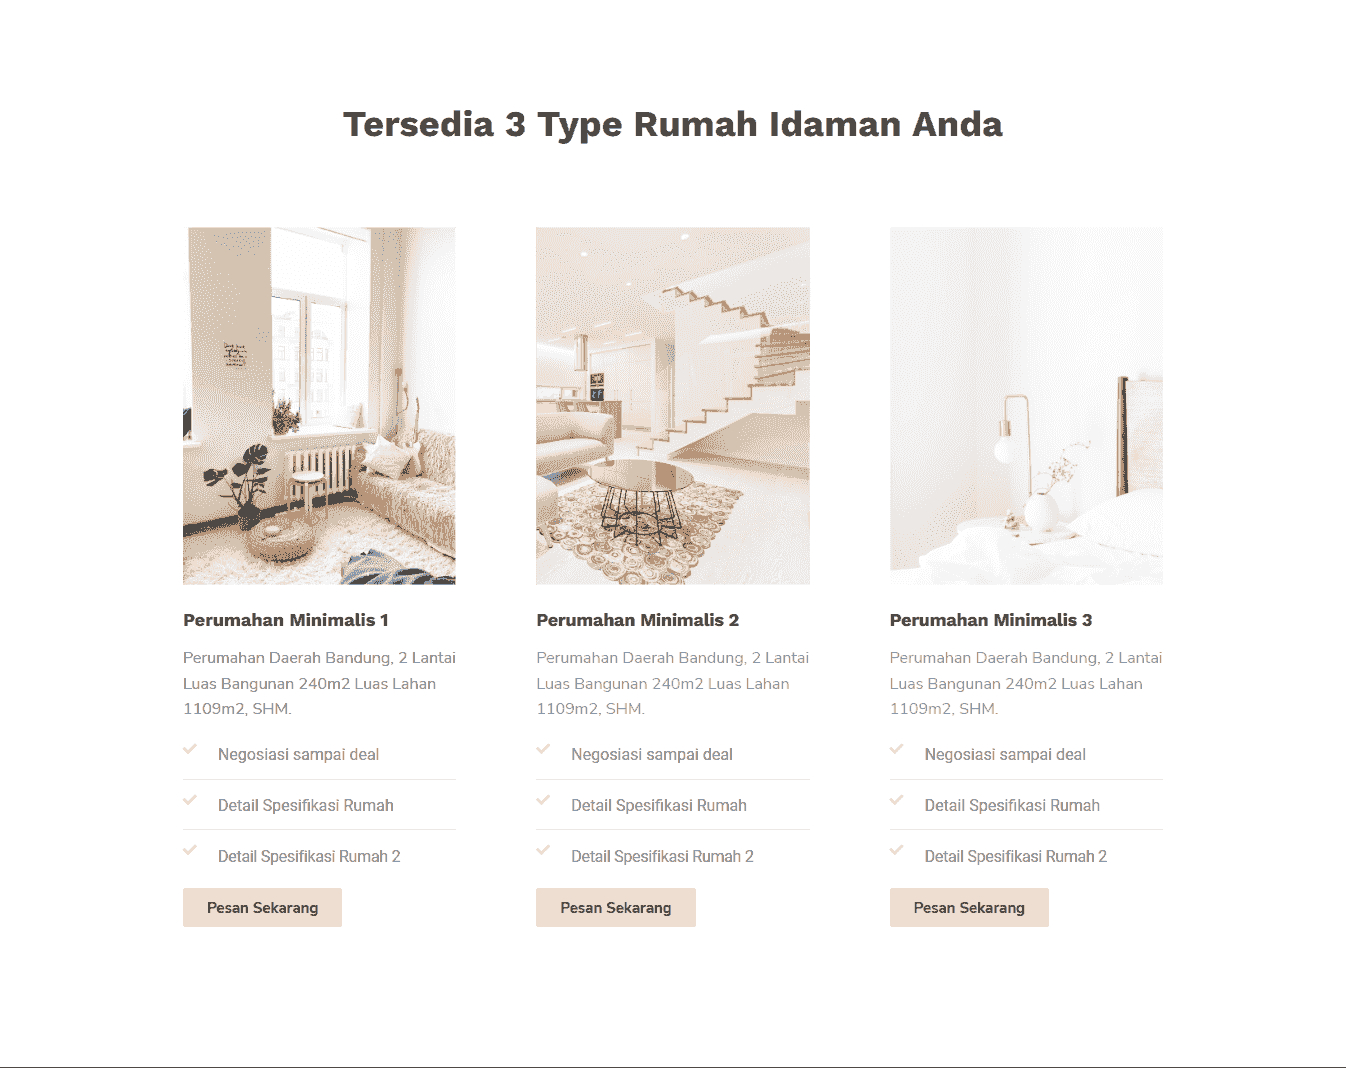 Tersedia 3 Type Rumah Idaman Anda
Perumahan Minimalis 1
Perumahan Daerah Bandung, 2 Lantai
Luas Bangunan 240m2 Luas Lahan
1109m2, SHM.
Negosiasi sampai deal
Detail Spesifikasi Rumah
Detail Spesifikasi Rumah 2
Pesan Sekarang
Perumahan Minimalis 2
Perumahan Daerah Bandung, 2 Lantai
Luas Bangunan 240m2 Luas Lahan
1109m2, SHM.
Negosiasi sampai deal
Detail Spesifikasi Rumah
Detail Spesifikasi Rumah 2
Pesan Sekarang
Perumahan Minimalis 3
Perumahan Daerah Bandung, 2 Lantai
Luas Bangunan 240m2 Luas Lahan
1109m2, SHM.
Negosiasi sampai deal
Detail Spesifikasi Rumah
Detail Spesifikasi Rumah 2
Pesan Sekarang